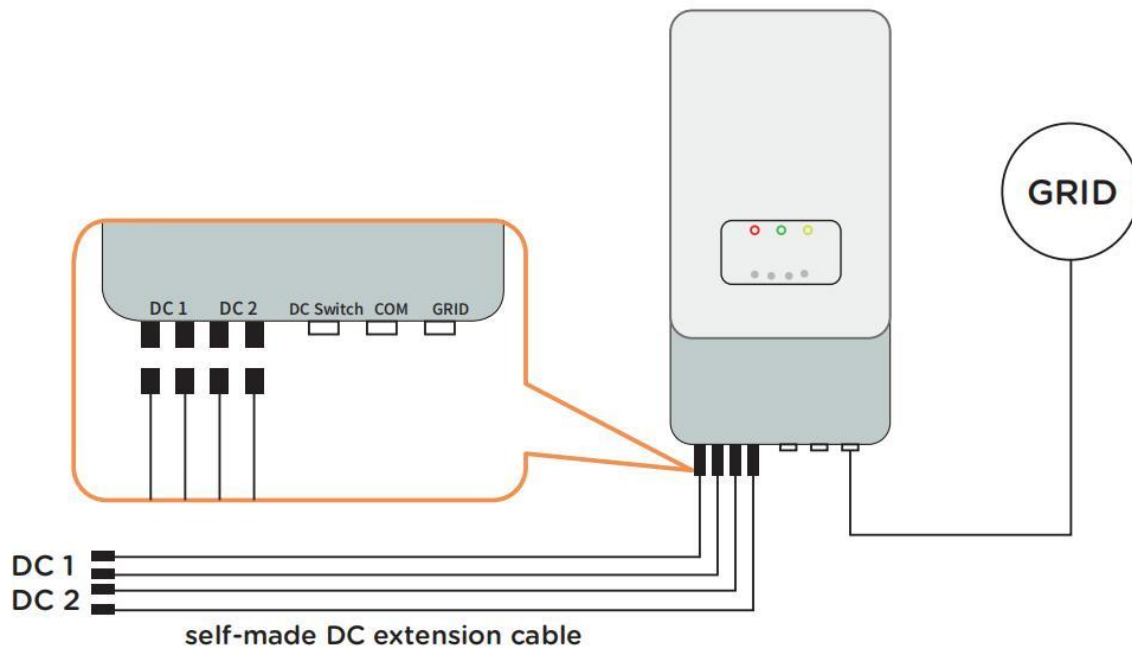 GRID
DC 1 DC 2 DC Switch COM GRID
DC 1
DC 2
self-made DC extension cable